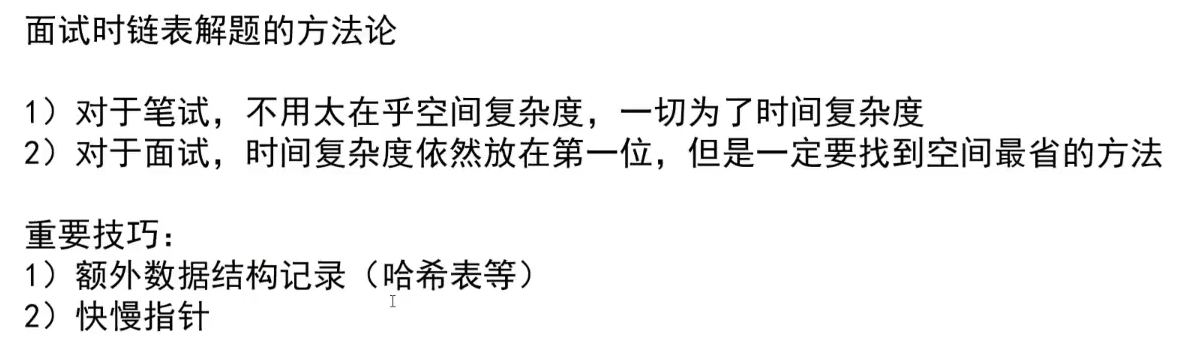 面试时链表解题的方法论
1）对于笔试，不用太在乎空间复杂度，一切为了时间复杂度
2）对于面试，时间复杂度依然放在第一位，但是一定要找到空间最省的方法
重要技巧：
1）额外数据结构记录（哈希表等）
2）快慢指针